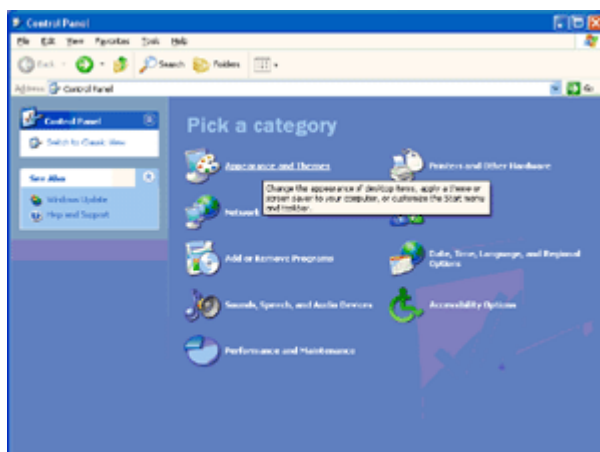 Control Panel
File Edit View Favorites Tools Help
Back Search Folders
Address Control Panel Go
Control Panel
Switch to Classic View
See Also
Windows Update
Help and Support
Pick a category
Appearance and Themes
Printers and Other Hardware
Change the appearance of desktop items, apply a theme or
screen saver to your computer, or customize the Start menu
and taskbar.
Network
Add or Remove Programs
Date, Time, Language, and Regional
Options
Sounds, Speech, and Audio Devices
Accessibility Options
Performance and Maintenance